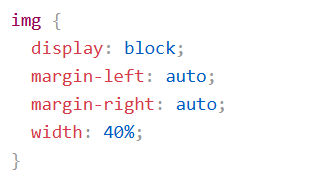 img {
  display: block;
  margin-left: auto;
  margin-right: auto;
  width: 40%;
}